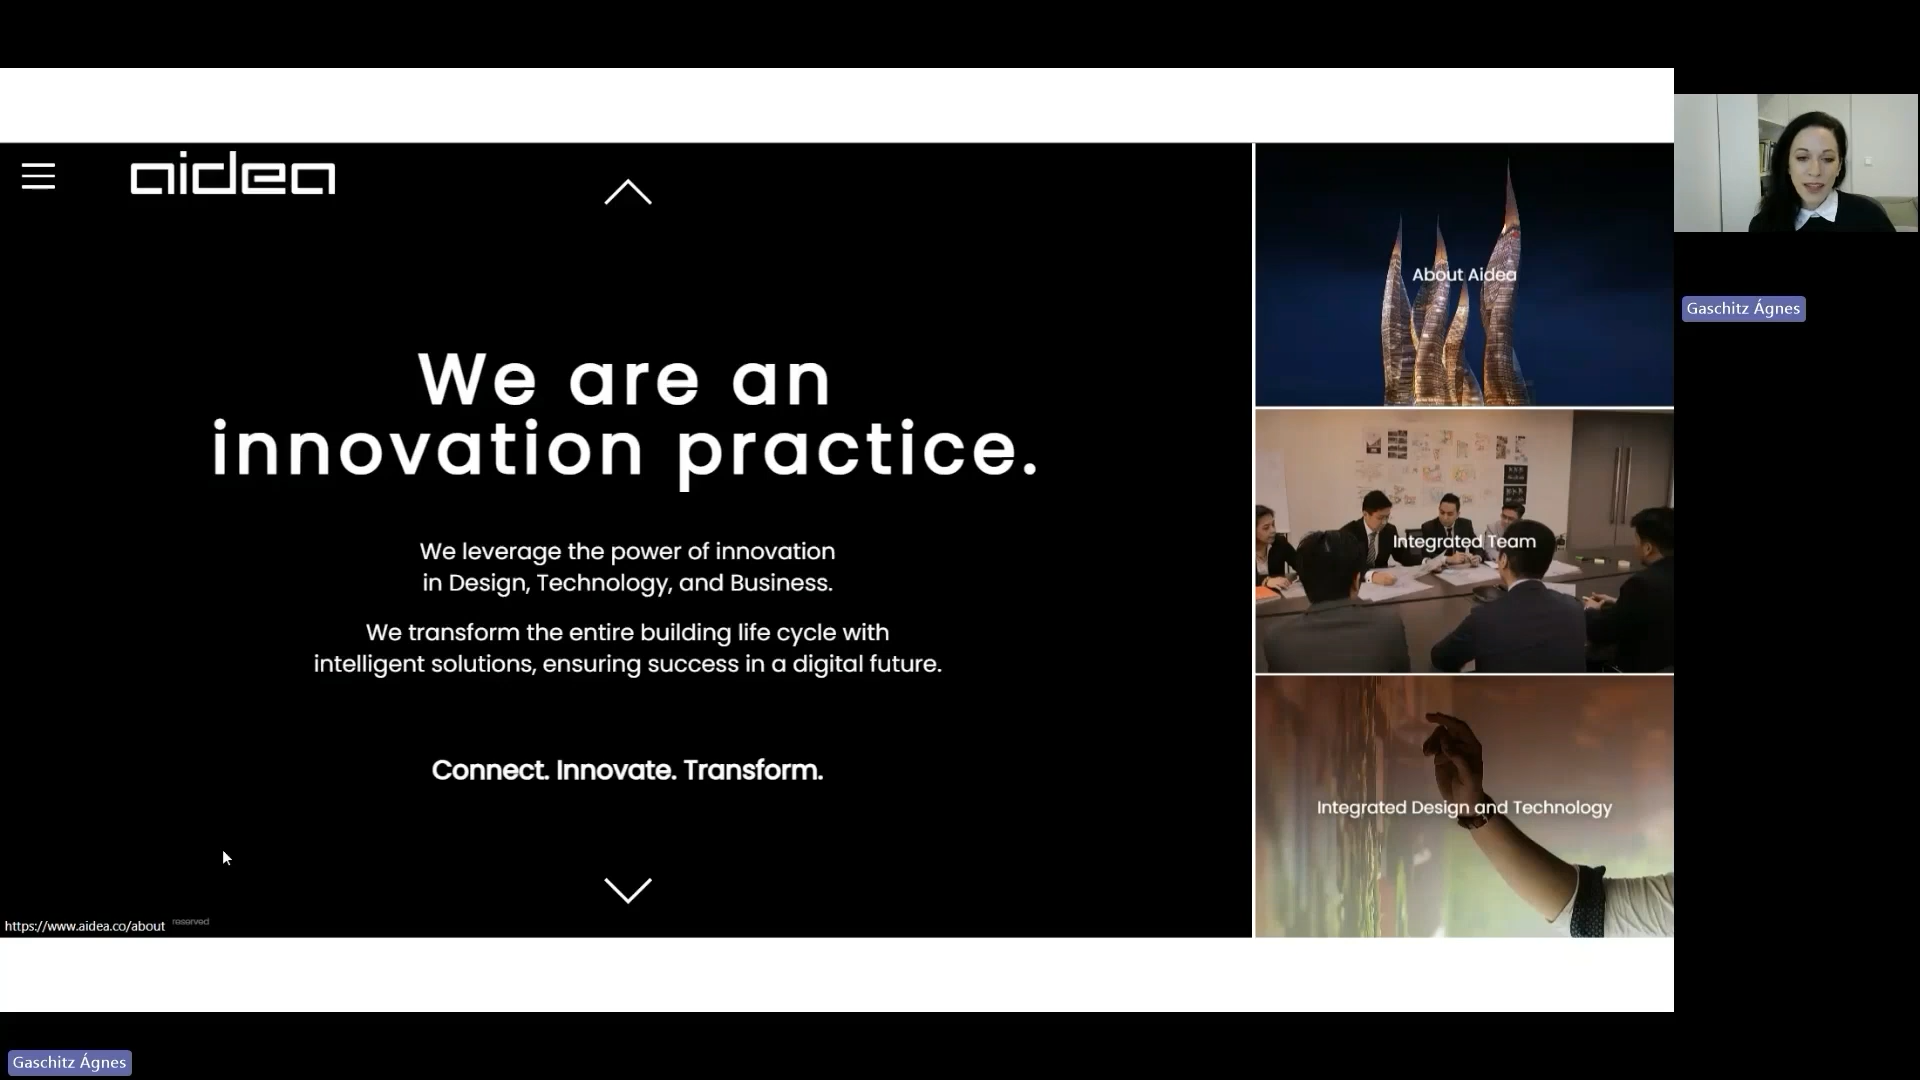 aidea
We are an
innovation practice.
We leverage the power of innovation
in Design, Technology, and Business.
We transform the entire building life cycle with
intelligent solutions, ensuring success in a digital future.
Connect. Innovate. Transform.
https://www.aidea.co/about
reserved
About Aidea
Integrated Team
Integrated Design and Technology
Gaschitz Ágnes
Gaschitz Ágnes